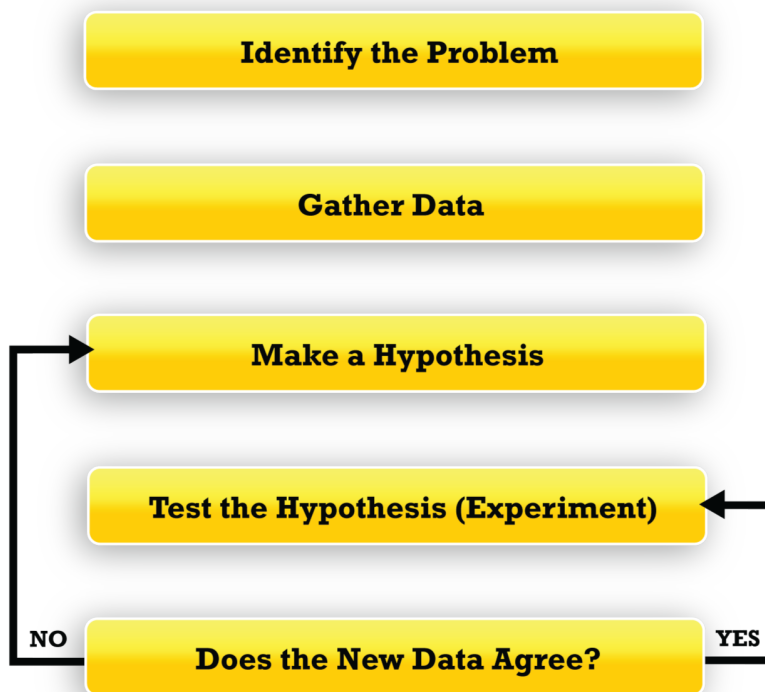 Identify the Problem
Gather Data
Make a Hypothesis
Test the Hypothesis (Experiment)
NO
Does the New Data Agree?
YES